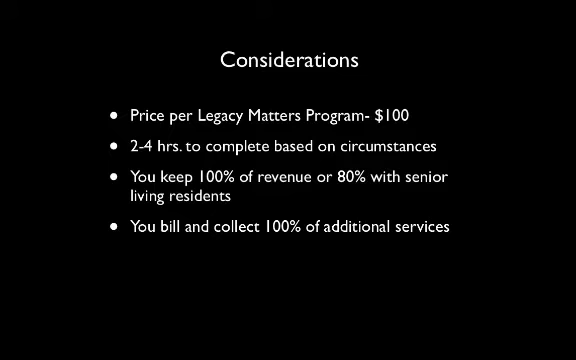 Considerations
• Price per Legacy Matters Program- $100
• 2-4 hrs. to complete based on circumstances
• You keep 100% of revenue or 80% with senior
living residents
• You bill and collect 100% of additional services